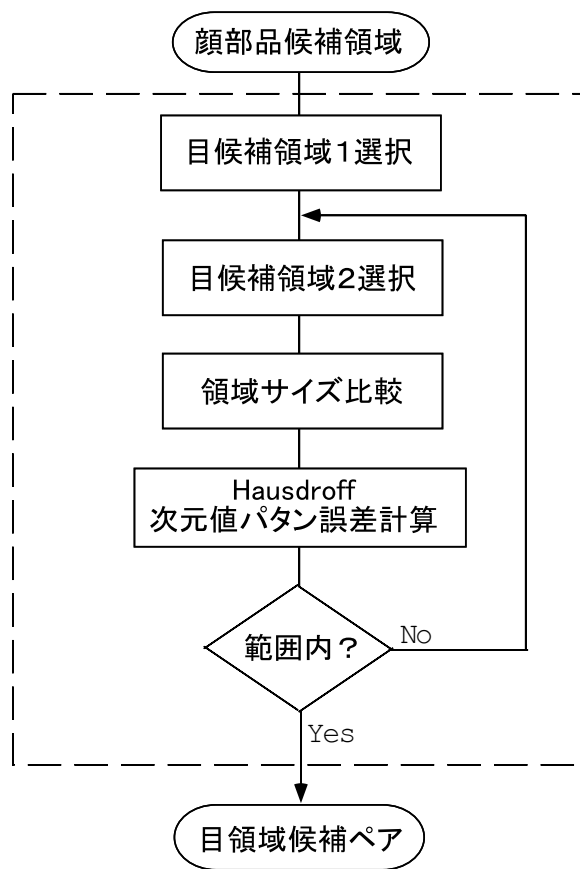 顔部品候補領域
目候補領域１選択
目候補領域２選択
領域サイズ比較
Hausdroff
次元値パタン誤差計算
範囲内？
No
Yes
目領域候補ペア